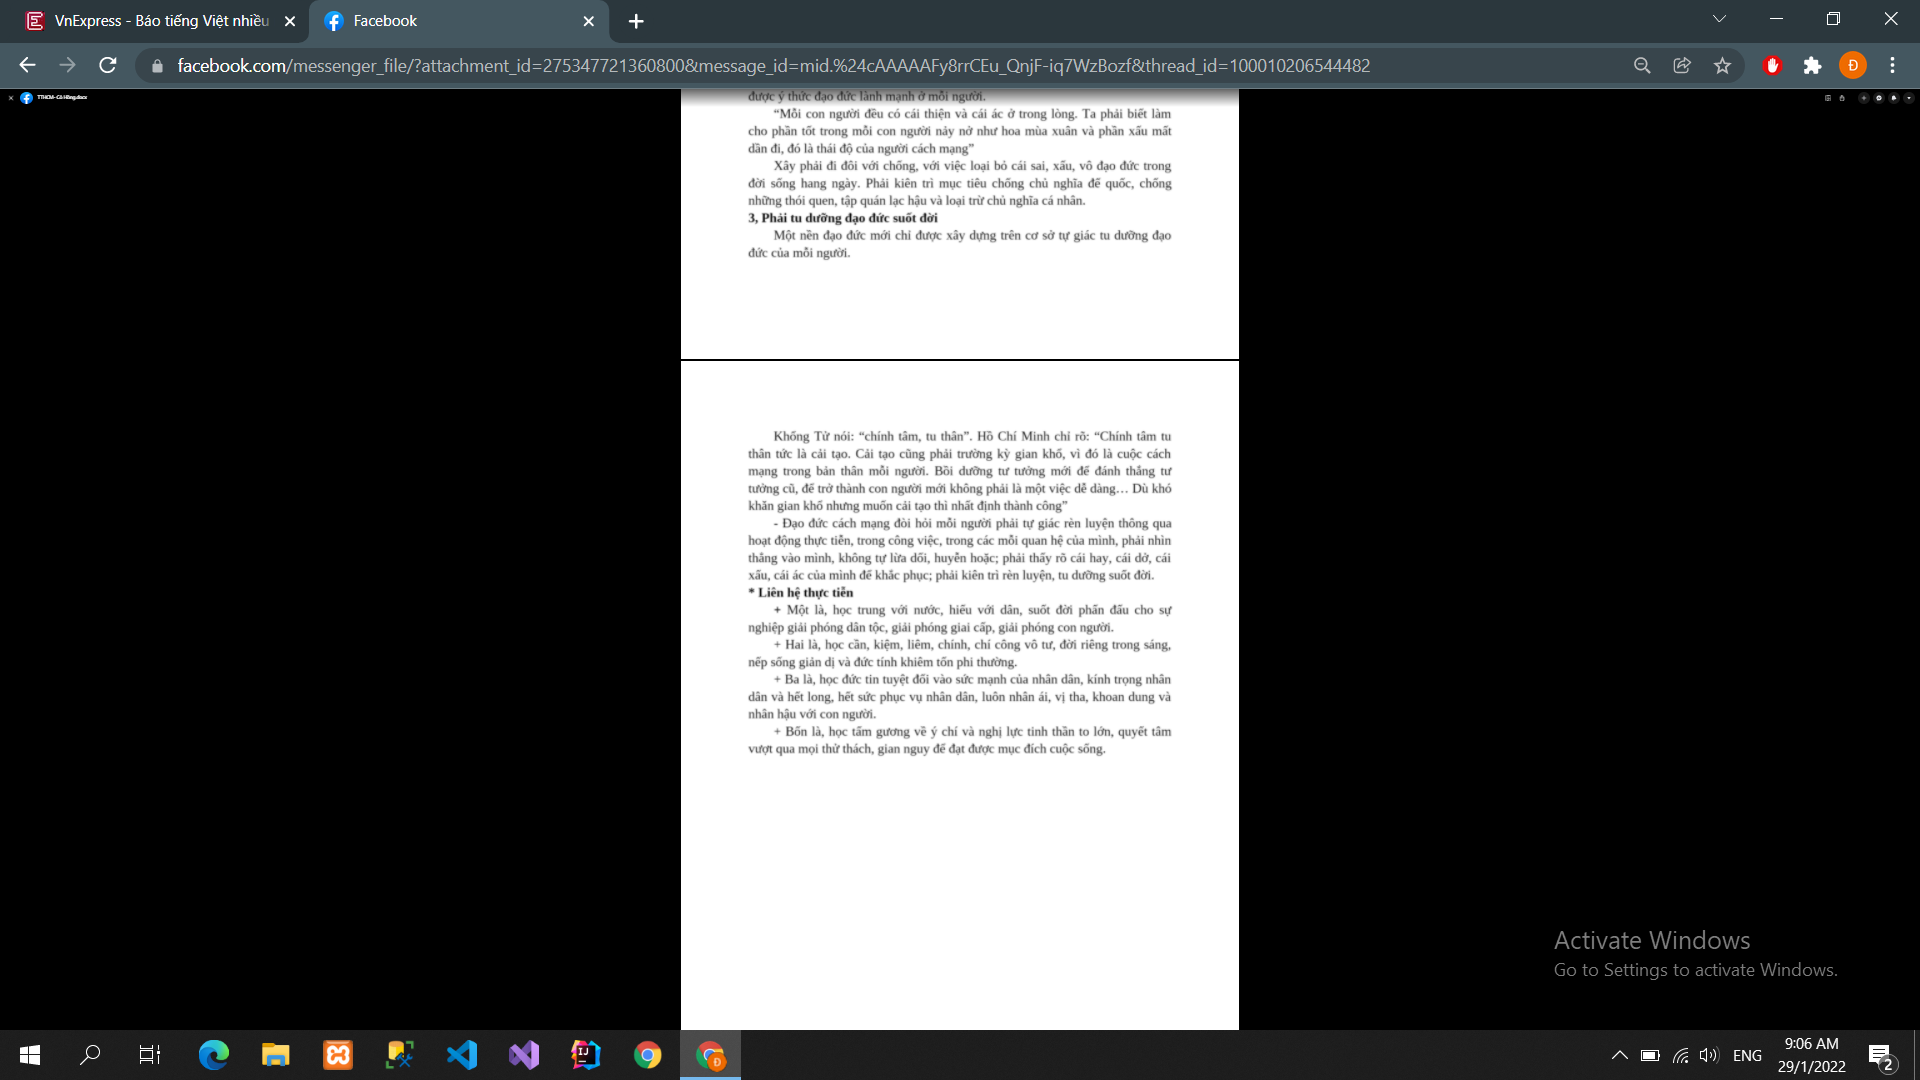 VnExpress - Báo tiếng Việt nhiều
Facebook
facebook.com/messenger_file/?attachment_id=275347721360800&message_id=mid.%24cAAAAAFy8rrCEu_QnjF-iq7WzBozf&thread_id=100010206544482
Đ
TTHCM- Cô Hồng.docx
được ý thức đạo đức lành mạnh ở mỗi người.
“Mỗi con người đều có cái thiện và cái ác ở trong lòng. Ta phải biết làm
cho phần tốt trong mỗi con người nảy nở như hoa mùa xuân và phần xấu mất
dần đi, đó là thái độ của người cách mạng”
Xây phải đi đôi với chống, với việc loại bỏ cái sai, xấu, vô đạo đức trong
đời sống hang ngày. Phải kiên trì mục tiêu chống chủ nghĩa đế quốc, chống
những thói quen, tập quán lạc hậu và loại trừ chủ nghĩa cá nhân.
3, Phải tu dưỡng đạo đức suốt đời
Một nền đạo đức mới chỉ được xây dựng trên cơ sở tự giác tu dưỡng đạo
đức của mỗi người.
Khổng Tử nói: “chính tâm, tu thân”. Hồ Chí Minh chỉ rõ: “Chính tâm tu
thân tức là cải tạo. Cải tạo cũng phải trường kỳ gian khổ, vì đó là cuộc cách
mạng trong bản thân mỗi người. Bồi dưỡng tư tưởng mới để đánh thắng tư
tưởng cũ, để trở thành con người mới không phải là một việc dễ dàng… Dù khó
khăn gian khổ nhưng muốn cải tạo thì nhất định thành công”
- Đạo đức cách mạng đòi hỏi mỗi người phải tự giác rèn luyện thông qua
hoạt động thực tiễn, trong công việc, trong các mối quan hệ của mình, phải nhìn
thẳng vào mình, không tự lừa dối, huyễn hoặc; phải thấy rõ cái hay, cái dở, cái
xấu, cái ác của mình để khắc phục; phải kiên trì rèn luyện, tu dưỡng suốt đời.
* Liên hệ thực tiễn
+ Một là, học trung với nước, hiếu với dân, suốt đời phấn đấu cho sự
nghiệp giải phóng dân tộc, giải phóng giai cấp, giải phóng con người.
+ Hai là, học cần, kiệm, liêm, chính, chí công vô tư, đời riêng trong sáng,
nếp sống giản dị và đức tính khiêm tốn phi thường.
+ Ba là, học đức tin tuyệt đối vào sức mạnh của nhân dân, kính trọng nhân
dân và hết long, hết sức phục vụ nhân dân, luôn nhân ái, vị tha, khoan dung và
nhân hậu với con người.
+ Bốn là, học tấm gương về ý chí và nghị lực tinh thần to lớn, quyết tâm
vượt qua mọi thử thách, gian nguy để đạt được mục đích cuộc sống.
Activate Windows
Go to Settings to activate Windows.
ENG
9:06 AM
29/1/2022
2